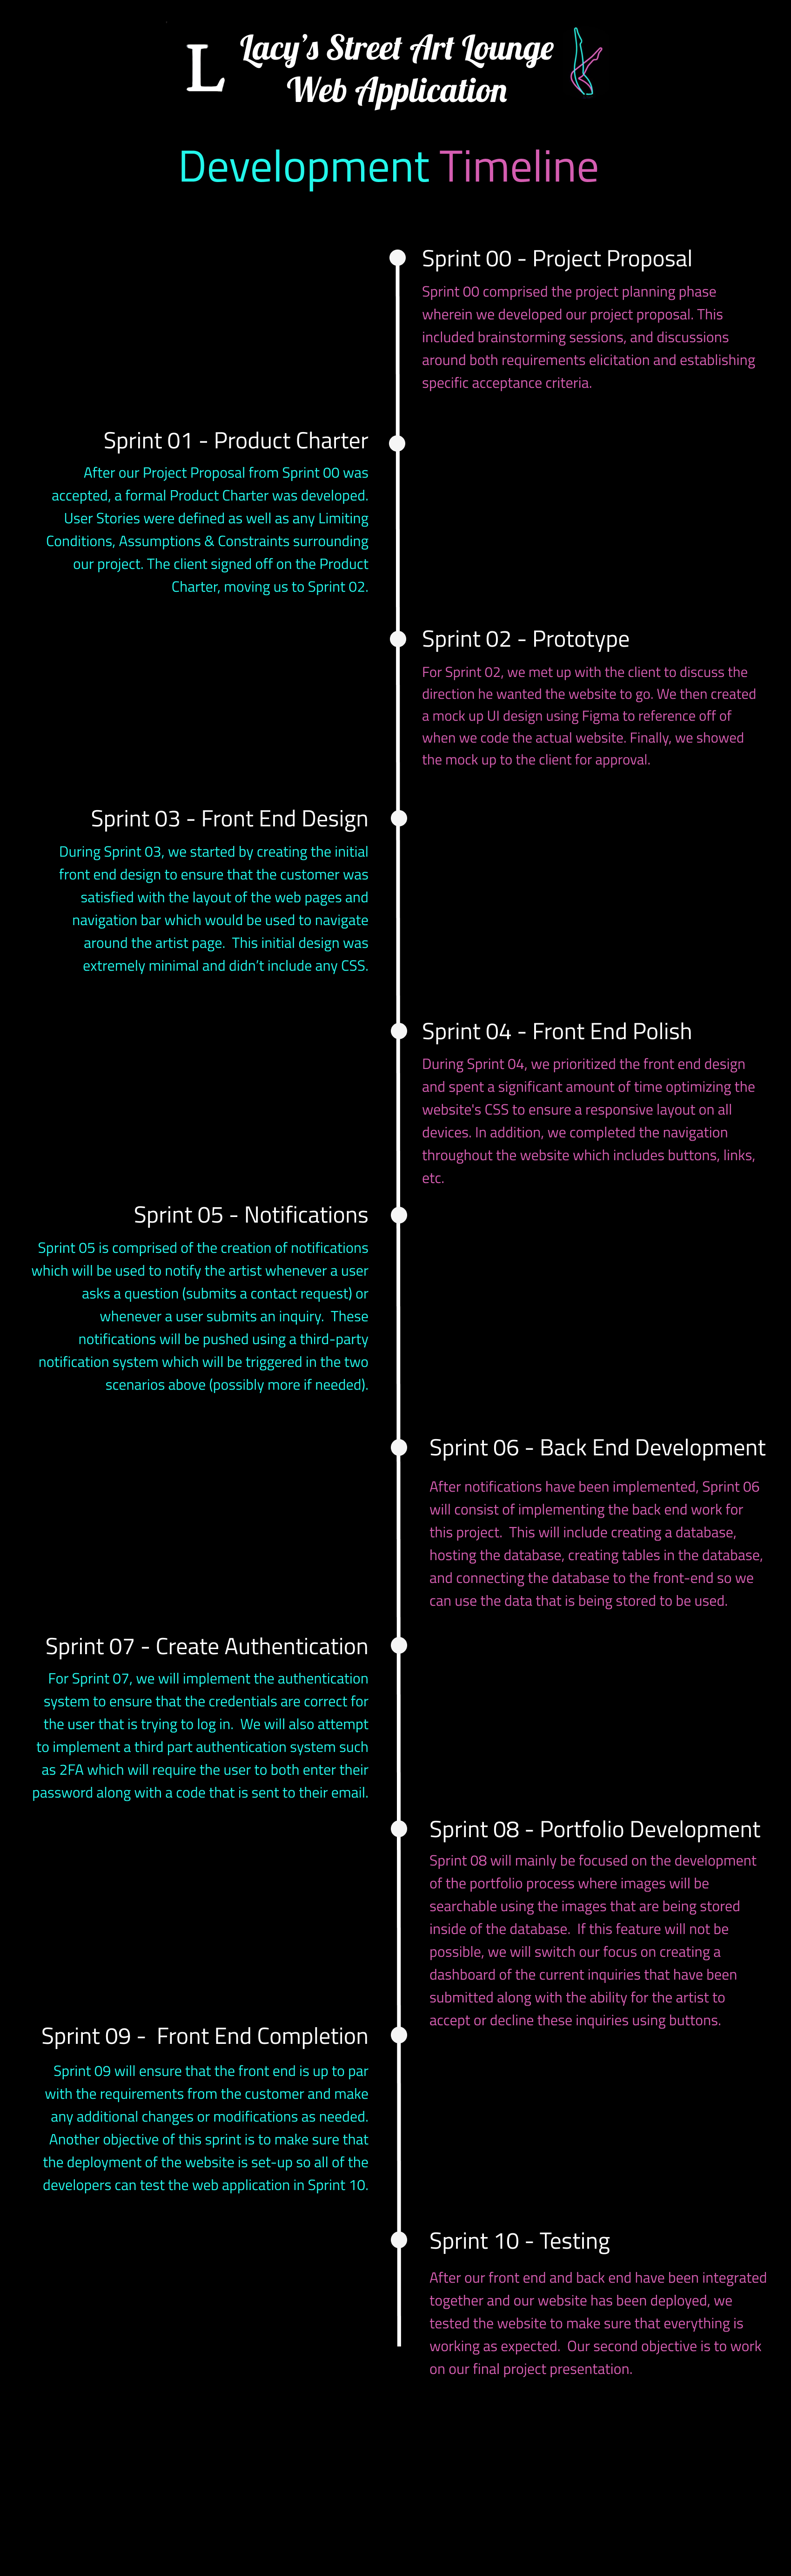 L
Lacy's Street Art Lounge
Web Application
Development Timeline
Sprint 00 - Project Proposal
Sprint 00 comprised the project planning phase
wherein we developed our project proposal. This
included brainstorming sessions, and discussions
around both requirements elicitation and establishing
specific acceptance criteria.
Sprint 01 - Product Charter
After our Project Proposal from Sprint 00 was
accepted, a formal Product Charter was developed.
User Stories were defined as well as any Limiting
Conditions, Assumptions & Constraints surrounding
our project. The client signed off on the Product
Charter, moving us to Sprint 02.
Sprint 02 - Prototype
For Sprint 02, we met up with the client to discuss the
direction he wanted the website to go. We then created
a mock up UI design using Figma to reference off of
when we code the actual website. Finally, we showed
the mock up to the client for approval.
Sprint 03 - Front End Design
During Sprint 03, we started by creating the initial
front end design to ensure that the customer was
satisfied with the layout of the web pages and
navigation bar which would be used to navigate
around the artist page.  This initial design was
extremely minimal and didn't include any CSS.
Sprint 04 - Front End Polish
During Sprint 04, we prioritized the front end design
and spent a significant amount of time optimizing the
website's CSS to ensure a responsive layout on all
devices. In addition, we completed the navigation
throughout the website which includes buttons, links,
etc.
Sprint 05 - Notifications
Sprint 05 is comprised of the creation of notifications
which will be used to notify the artist whenever a user
asks a question (submits a contact request) or
whenever a user submits an inquiry.  These
notifications will be pushed using a third-party
notification system which will be triggered in the two
scenarios above (possibly more if needed).
Sprint 06 - Back End Development
After notifications have been implemented, Sprint 06
will consist of implementing the back end work for
this project.  This will include creating a database,
hosting the database, creating tables in the database,
and connecting the database to the front-end so we
can use the data that is being stored to be used.
Sprint 07 - Create Authentication
For Sprint 07, we will implement the authentication
system to ensure that the credentials are correct for
the user that is trying to log in.  We will also attempt
to implement a third part authentication system such
as 2FA which will require the user to both enter their
password along with a code that is sent to their email.
Sprint 08 - Portfolio Development
Sprint 08 will mainly be focused on the development
of the portfolio process where images will be
searchable using the images that are being stored
inside of the database.  If this feature will not be
possible, we will switch our focus on creating a
dashboard of the current inquiries that have been
submitted along with the ability for the artist to
accept or decline these inquiries using buttons.
Sprint 09 -  Front End Completion
Sprint 09 will ensure that the front end is up to par
with the requirements from the customer and make
any additional changes or modifications as needed.
Another objective of this sprint is to make sure that
the deployment of the website is set-up so all of the
developers can test the web application in Sprint 10.
Sprint 10 - Testing
After our front end and back end have been integrated
together and our website has been deployed, we
tested the website to make sure that everything is
working as expected.  Our second objective is to work
on our final project presentation.